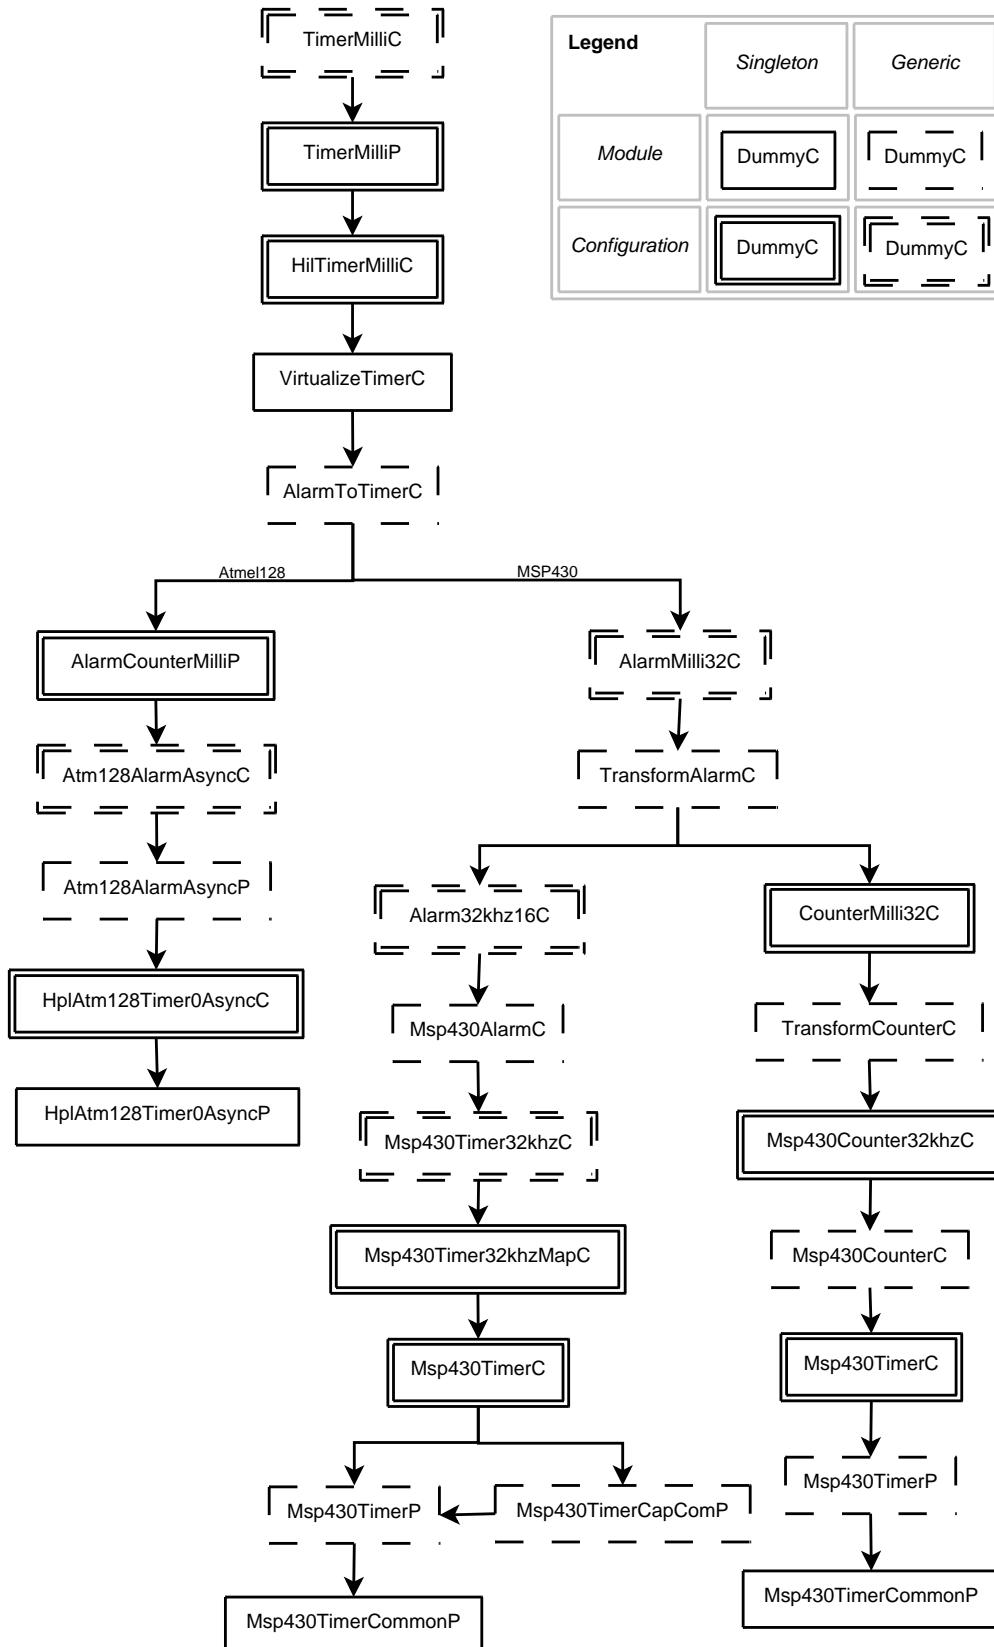 TimerMilliC
Legend
Singleton
Generic
TimerMilliP
Module
DummyC
DummyC
HilTimerMilliC
Configuration
DummyC
DummyC
VirtualizeTimerC
AlarmToTimerC
Atmel128
MSP430
AlarmCounterMilliP
AlarmMilli32C
Atm128AlarmAsyncC
TransformAlarmC
Atm128AlarmAsyncP
Alarm32khz16C
CounterMilli32C
HplAtm128Timer0AsyncC
Msp430AlarmC
TransformCounterC
HplAtm128Timer0AsyncP
Msp430Timer32khzC
Msp430Counter32khzC
Msp430Timer32khzMapC
Msp430CounterC
Msp430TimerC
Msp430TimerC
Msp430TimerP
Msp430TimerCapComP
Msp430TimerP
Msp430TimerCommonP
Msp430TimerCommonP